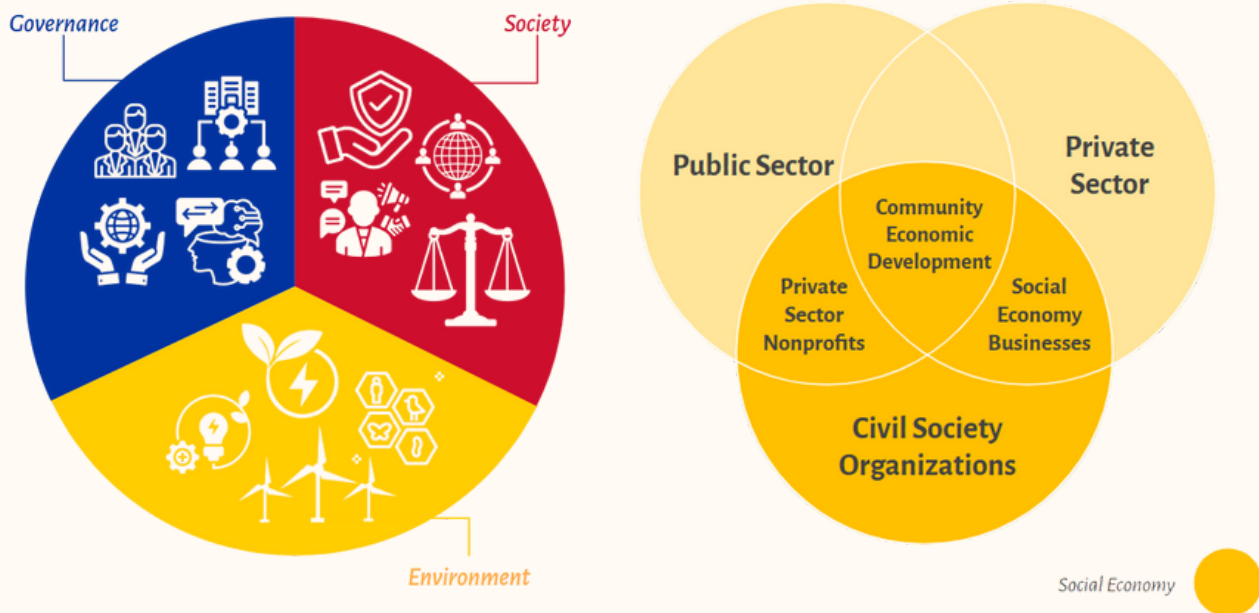 Governance
Society
Environment
Public Sector
Private
Sector
Community
Economic
Development
Private
Sector
Nonprofits
Social
Economy
Businesses
Civil Society
Organizations
Social Economy